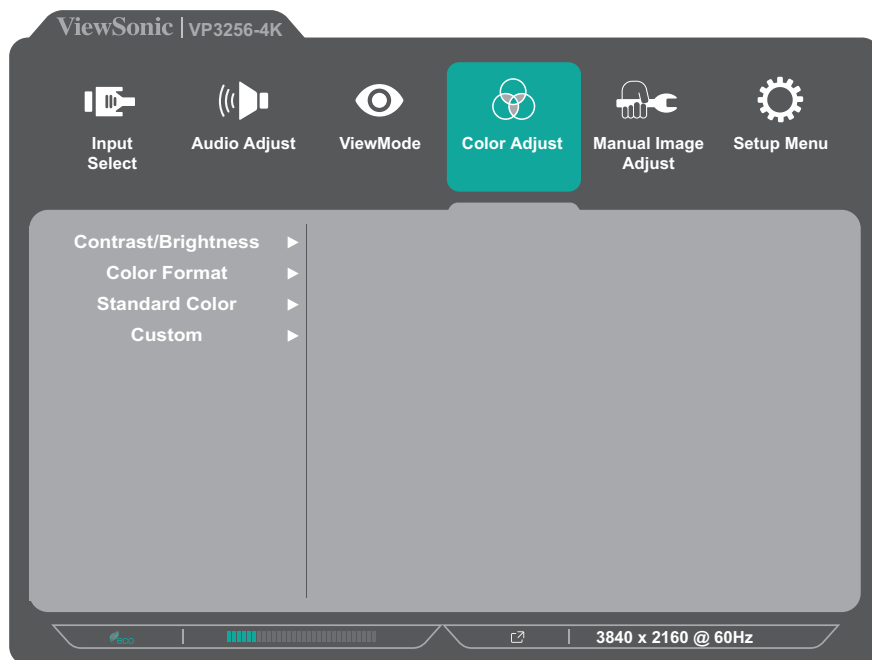 ViewSonic | VP3256-4K
Input
Select
Audio Adjust
ViewMode
Color Adjust
Manual Image
Adjust
Setup Menu
Contrast/Brightness ►
Color Format ►
Standard Color ►
Custom ►
eco
3840 x 2160 @ 60Hz